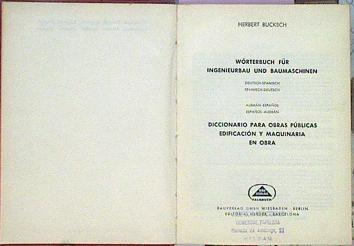 HERBERT BUCKSCH
WÖRTERBUCH FÜR
INGENIEURBAU UND BAUMASCHINEN
DEUTSCH-SPANISCH
SPANISCH-DEUTSCH
ALEMÁN-ESPAÑOL
ESPAÑOL-ALEMÁN
DICCIONARIO PARA OBRAS PÚBLICAS
EDIFICACIÓN Y MAQUINARIA
EN OBRA
BAUVERLAG GMBH WIESBADEN - BERLIN
EDITORIAL HERDER, BARCELONA